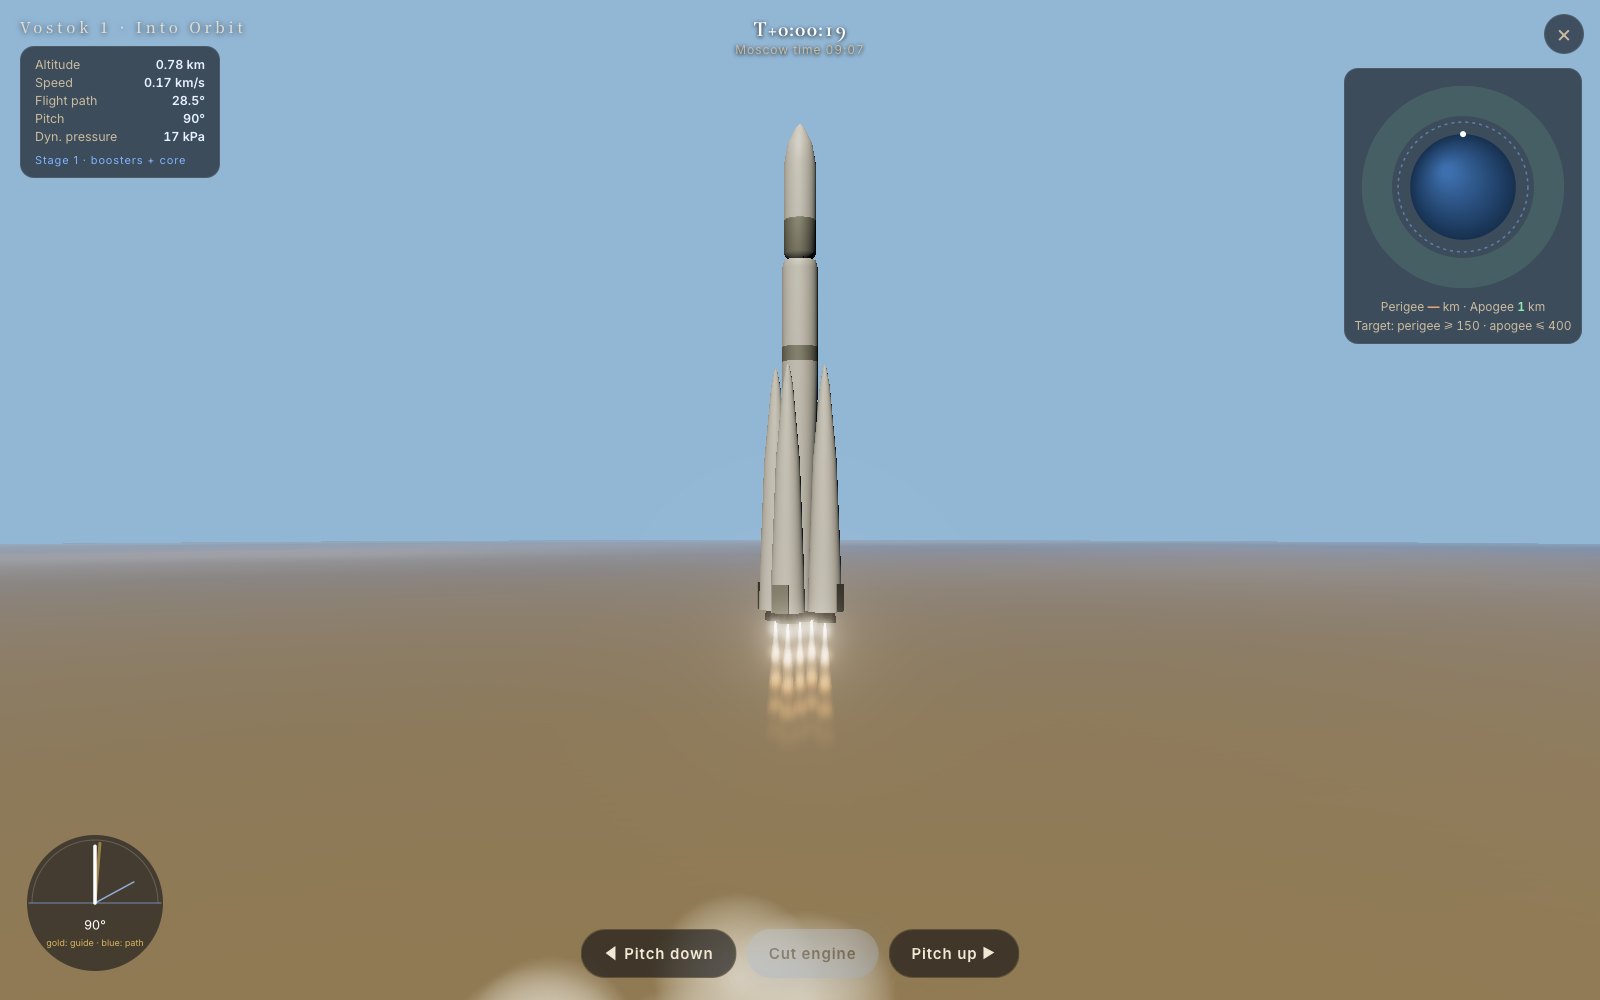 Vostok 1 · Into Orbit
T+0:00:19
Moscow time 09:07
Altitude 0.78 km
Speed 0.17 km/s
Flight path 28.5°
Pitch 90°
Dyn. pressure 17 kPa
Stage 1 · boosters + core
Perigee — km · Apogee 1 km
Target: perigee ⩾ 150 · apogee ⩽ 400
90°
gold: guide · blue: path
◀ Pitch down
Cut engine
Pitch up ▶